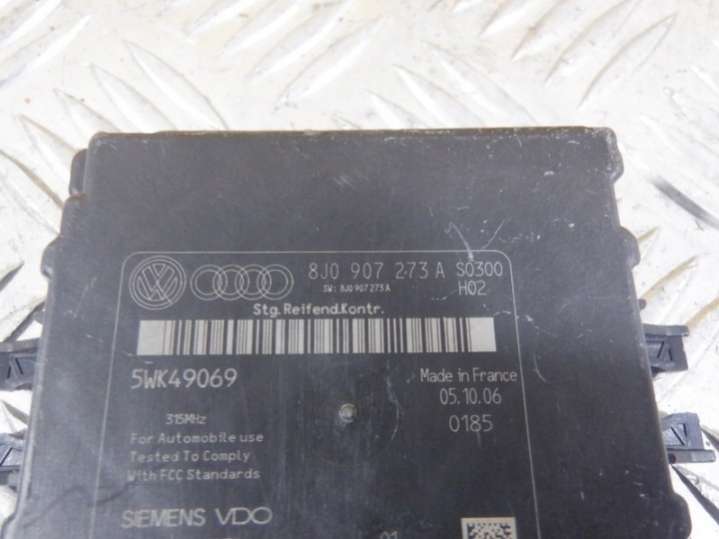 8J0 907 273 A S0300
SW: 8J0 907 273 A H02
Stg.Reifend.Kontr.
5WK49069
Made in France
05.10.06
0185
315MHz
For Automobile use
Tested To Comply
With FCC Standards
SIEMENS VDO